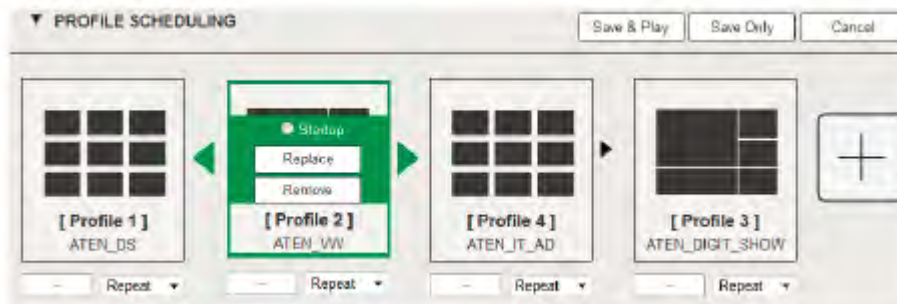 ▼ PROFILE SCHEDULING
Save & Play
Save Only
Cancel
Startup
Replace
Remove
[ Profile 1 ]
ATEN_DS
[ Profile 2 ]
ATEN_VW
[ Profile 4 ]
ATEN_IT_AD
[ Profile 3 ]
ATEN_DIGIT_SHOW
-- Repeat ▼
-- Repeat ▼
-- Repeat ▼
-- Repeat ▼